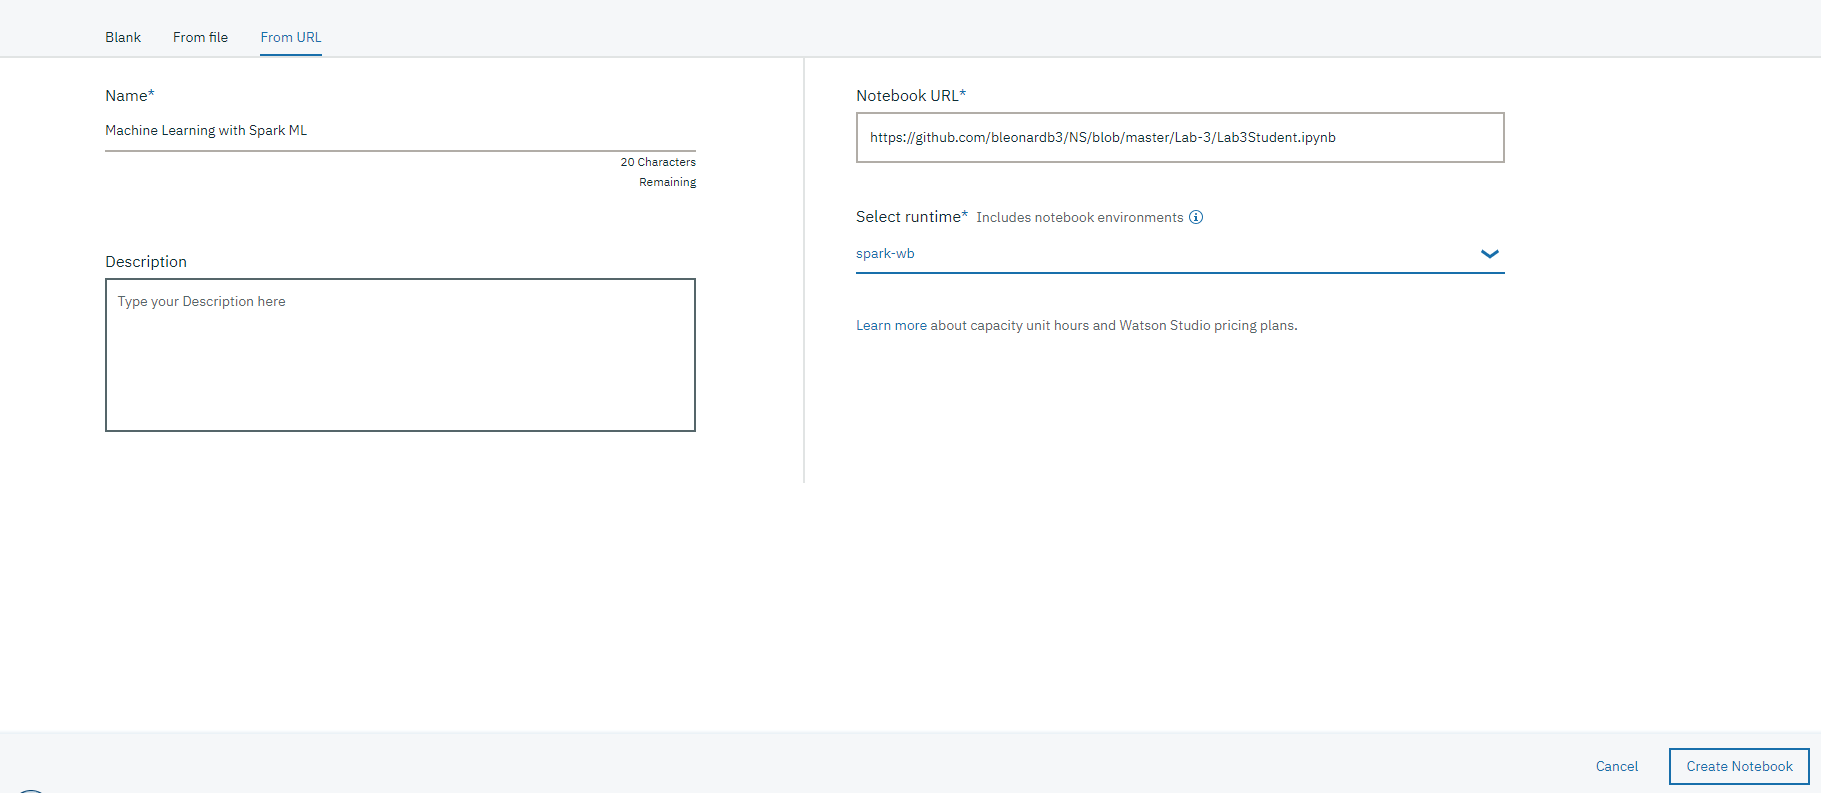 Blank From file From URL
Name*
Machine Learning with Spark ML
20 Characters
Remaining
Description
Type your Description here
Notebook URL*
https://github.com/bleonardb3/NS/blob/master/Lab-3/Lab3Student.ipynb
Select runtime* Includes notebook environments
spark-wb
Learn more about capacity unit hours and Watson Studio pricing plans.
Cancel Create Notebook